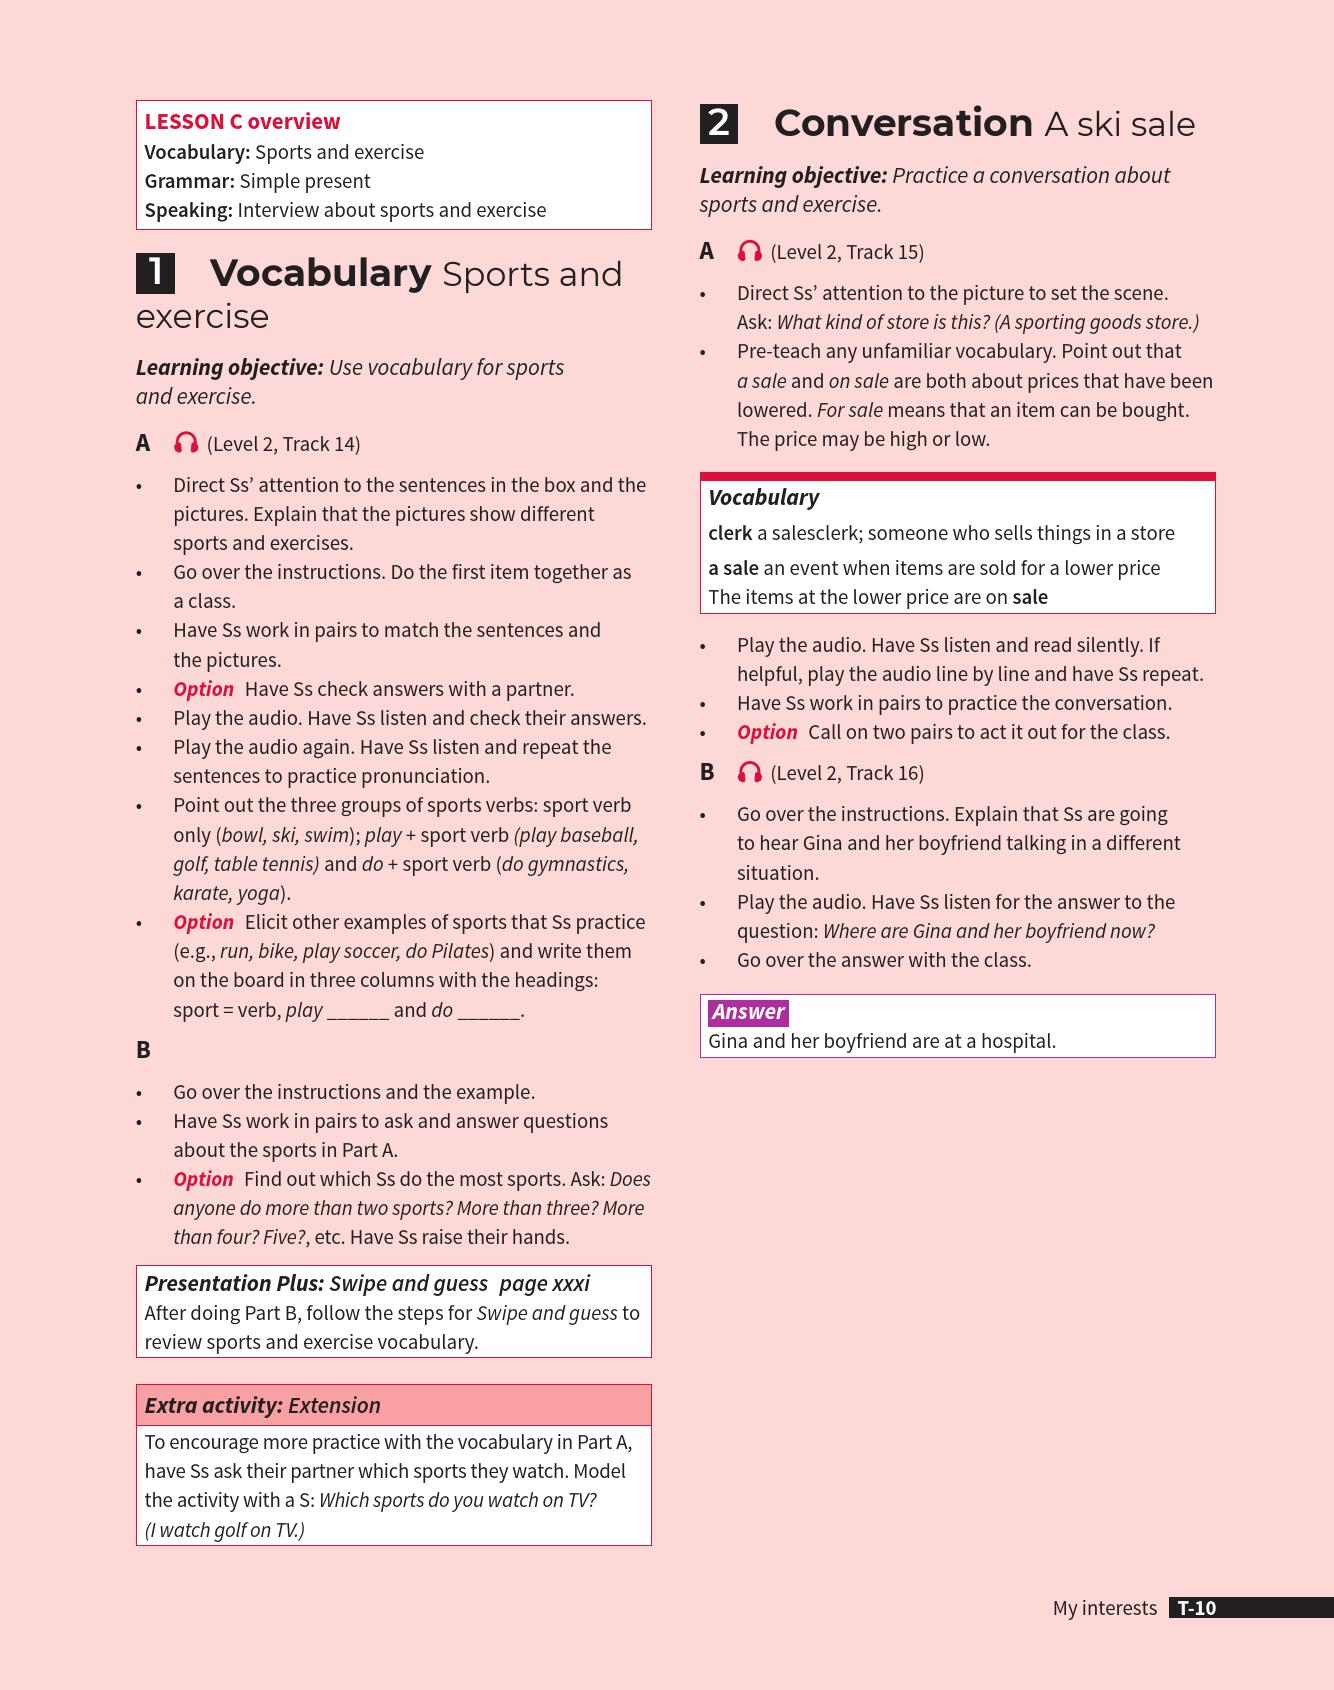 LESSON C overview
Vocabulary: Sports and exercise
Grammar: Simple present
Speaking: Interview about sports and exercise
1 Vocabulary Sports and
exercise
Learning objective: Use vocabulary for sports
and exercise.
A (Level 2, Track 14)
• Direct Ss’ attention to the sentences in the box and the
pictures. Explain that the pictures show different
sports and exercises.
• Go over the instructions. Do the first item together as
a class.
• Have Ss work in pairs to match the sentences and
the pictures.
• Option Have Ss check answers with a partner.
• Play the audio. Have Ss listen and check their answers.
• Play the audio again. Have Ss listen and repeat the
sentences to practice pronunciation.
• Point out the three groups of sports verbs: sport verb
only (bowl, ski, swim); play + sport verb (play baseball,
golf, table tennis) and do + sport verb (do gymnastics,
karate, yoga).
• Option Elicit other examples of sports that Ss practice
(e.g., run, bike, play soccer, do Pilates) and write them
on the board in three columns with the headings:
sport = verb, play ______ and do ______.
B
• Go over the instructions and the example.
• Have Ss work in pairs to ask and answer questions
about the sports in Part A.
• Option Find out which Ss do the most sports. Ask: Does
anyone do more than two sports? More than three? More
than four? Five?, etc. Have Ss raise their hands.
Presentation Plus: Swipe and guess page xxxi
After doing Part B, follow the steps for Swipe and guess to
review sports and exercise vocabulary.
Extra activity: Extension
To encourage more practice with the vocabulary in Part A,
have Ss ask their partner which sports they watch. Model
the activity with a S: Which sports do you watch on TV?
(I watch golf on TV.)
2 Conversation A ski sale
Learning objective: Practice a conversation about
sports and exercise.
A (Level 2, Track 15)
• Direct Ss’ attention to the picture to set the scene.
Ask: What kind of store is this? (A sporting goods store.)
• Pre-teach any unfamiliar vocabulary. Point out that
a sale and on sale are both about prices that have been
lowered. For sale means that an item can be bought.
The price may be high or low.
Vocabulary
clerk a salesclerk; someone who sells things in a store
a sale an event when items are sold for a lower price
The items at the lower price are on sale
• Play the audio. Have Ss listen and read silently. If
helpful, play the audio line by line and have Ss repeat.
• Have Ss work in pairs to practice the conversation.
• Option Call on two pairs to act it out for the class.
B (Level 2, Track 16)
• Go over the instructions. Explain that Ss are going
to hear Gina and her boyfriend talking in a different
situation.
• Play the audio. Have Ss listen for the answer to the
question: Where are Gina and her boyfriend now?
• Go over the answer with the class.
Answer
Gina and her boyfriend are at a hospital.
My interests T-10